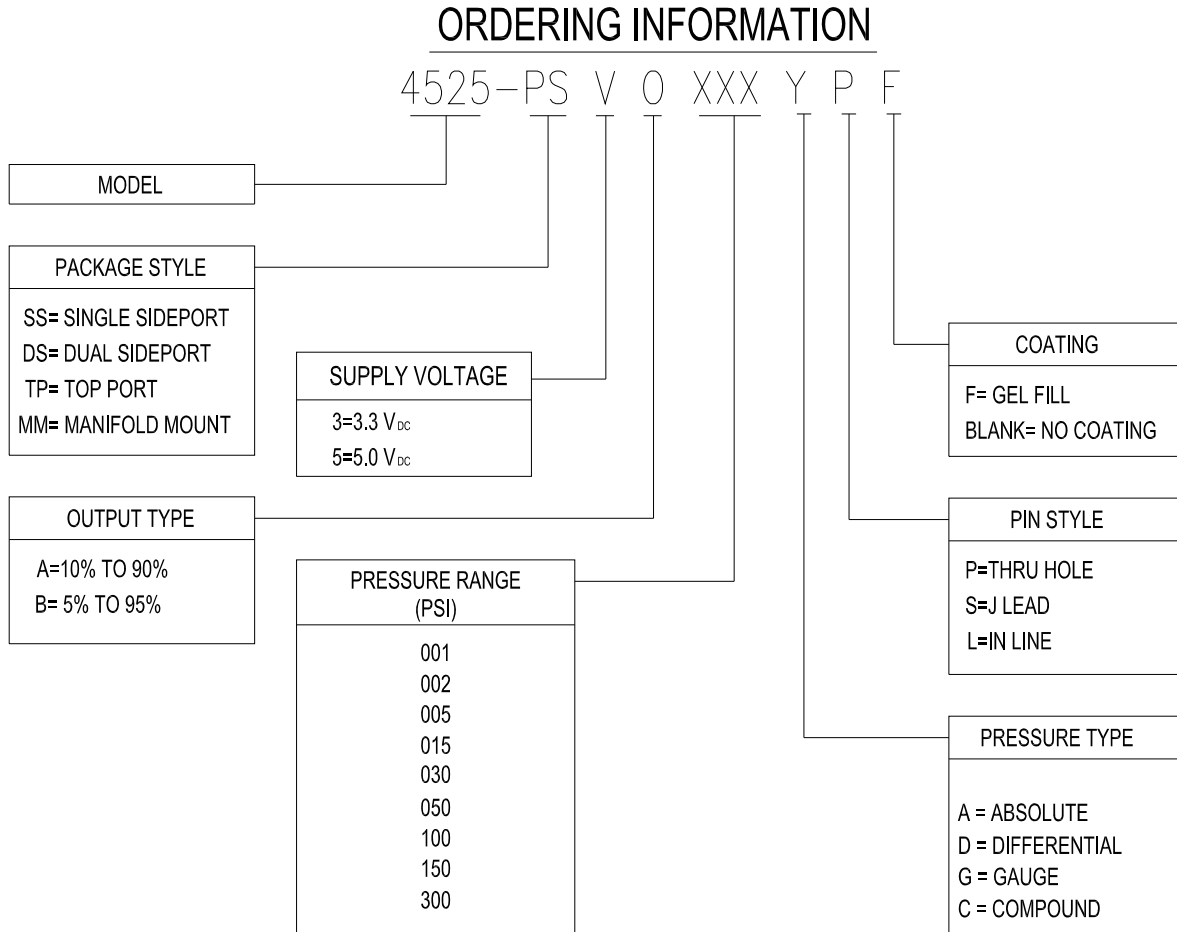 ORDERING INFORMATION
4525-PS V O XXX Y P F
MODEL
PACKAGE STYLE
SS= SINGLE SIDEPORT
DS= DUAL SIDEPORT
TP= TOP PORT
MM= MANIFOLD MOUNT
SUPPLY VOLTAGE
3=3.3 VDC
5=5.0 VDC
OUTPUT TYPE
A=10% TO 90%
B= 5% TO 95%
PRESSURE RANGE
(PSI)
001
002
005
015
030
050
100
150
300
COATING
F= GEL FILL
BLANK= NO COATING
PIN STYLE
P=THRU HOLE
S=J LEAD
L=IN LINE
PRESSURE TYPE
A = ABSOLUTE
D = DIFFERENTIAL
G = GAUGE
C = COMPOUND